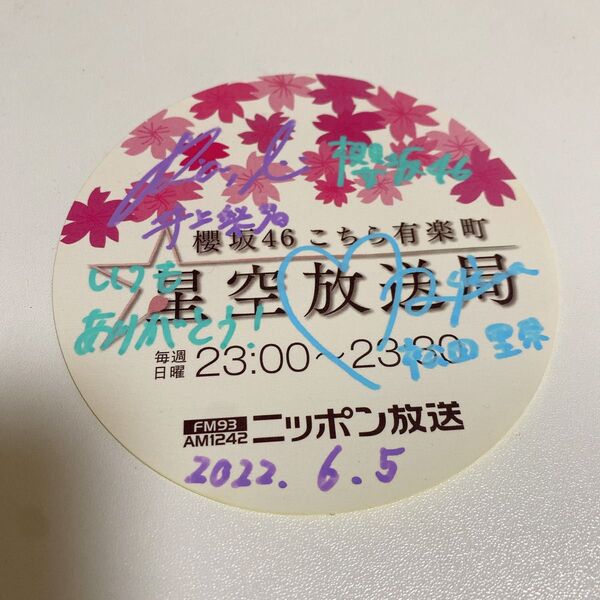 櫻坂46
井上梨名
櫻坂46 こちら有楽町
いつも
星空放送局
ありがとう!
松田 里奈
毎週
日曜
23:00～23:30
FM93
AM1242
ニッポン放送
2022.6.5